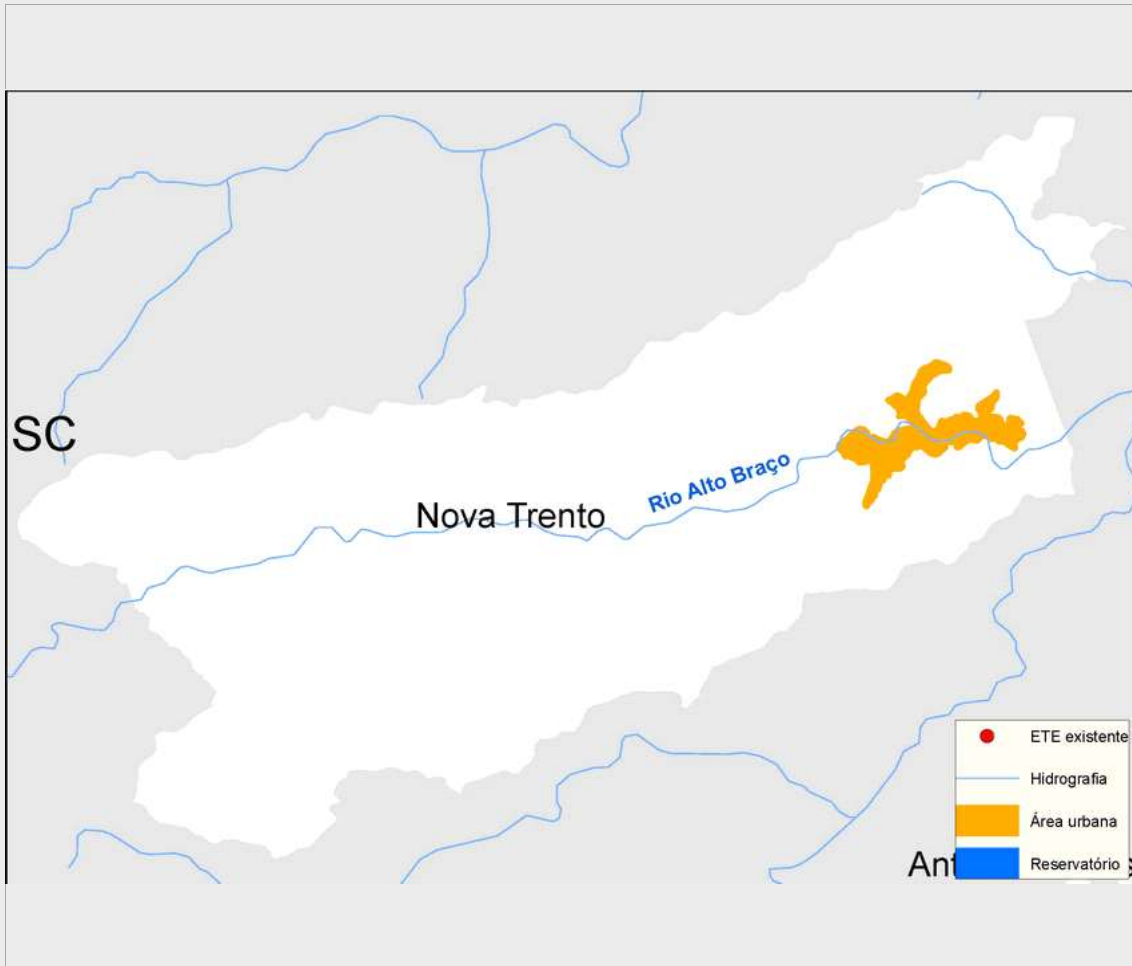 SC
Rio Alto Braço
Nova Trento
ETE existente
Hidrografia
Área urbana
Reservatório